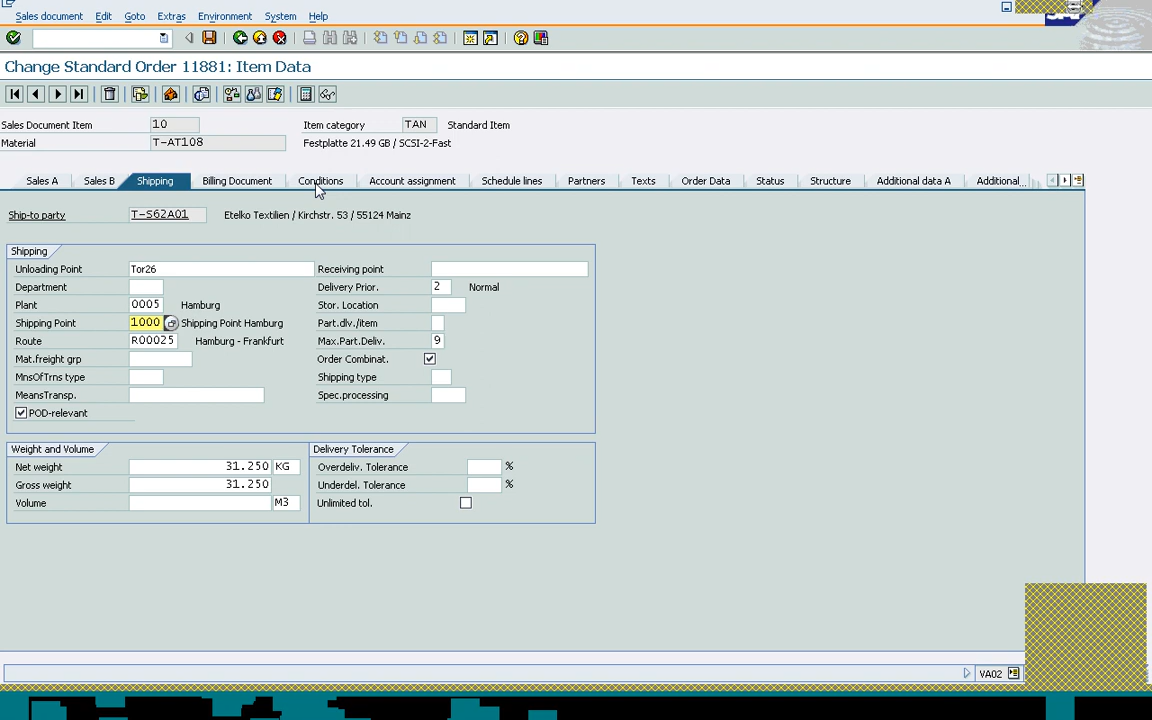 Sales document Edit Goto Extras Environment System Help
Change Standard Order 11881: Item Data
Sales Document Item 10 Item category TAN Standard Item
Material T-AT108 Festplatte 21.49 GB / SCSI-2-Fast
Sales A Sales B Shipping Billing Document Conditions Account assignment Schedule lines Partners Texts Order Data Status Structure Additional data A Additional...
Ship-to party T-S62A01 Etelko Textilien / Kirchstr. 53 / 55124 Mainz
Shipping
Unloading Point Tor26 Receiving point
Department Delivery Prior. 2 Normal
Plant 0005 Hamburg Stor. Location
Shipping Point 1000 Shipping Point Hamburg Part.dlv./item
Route R00025 Hamburg - Frankfurt Max.Part.Deliv. 9
Mat.freight grp Order Combinat.
MnsOfTrns type Shipping type
MeansTransp. Spec.processing
POD-relevant
Weight and Volume Delivery Tolerance
Net weight 31.250 KG Overdeliv. Tolerance %
Gross weight 31.250 Underdel. Tolerance %
Volume M3 Unlimited tol.
VA02